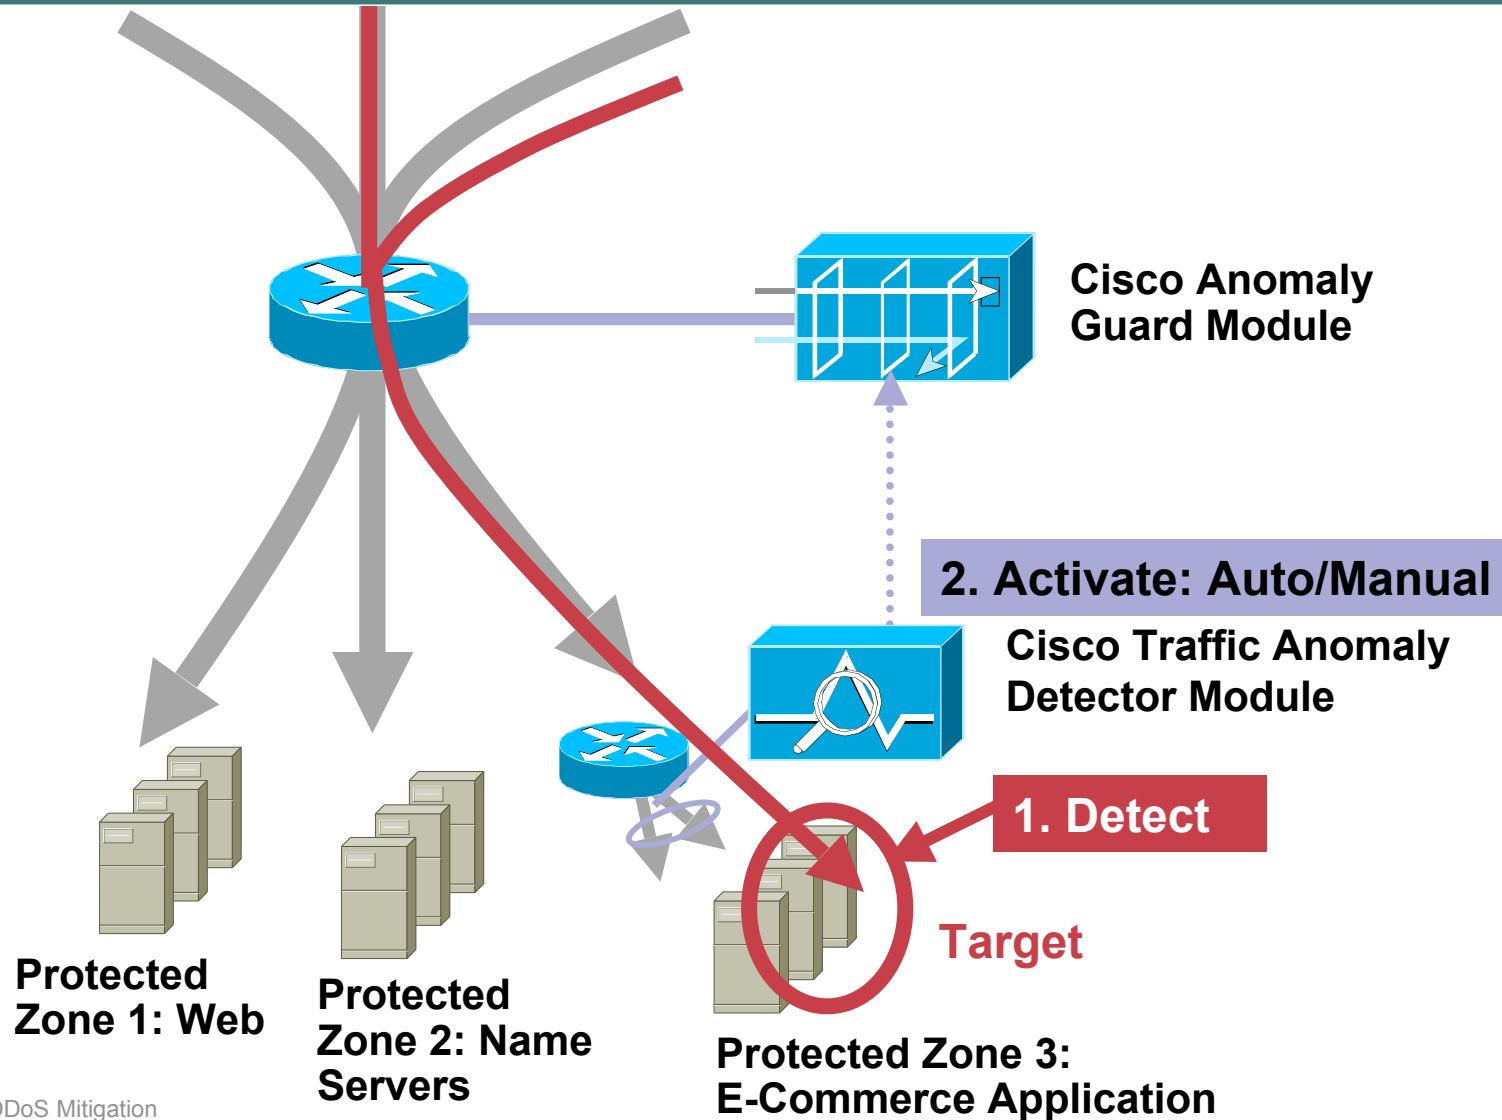 Cisco Anomaly
Guard Module
2. Activate: Auto/Manual
Cisco Traffic Anomaly
Detector Module
1. Detect
Target
Protected
Zone 1: Web
Protected
Zone 2: Name
Servers
Protected Zone 3:
E-Commerce Application
DDoS Mitigation